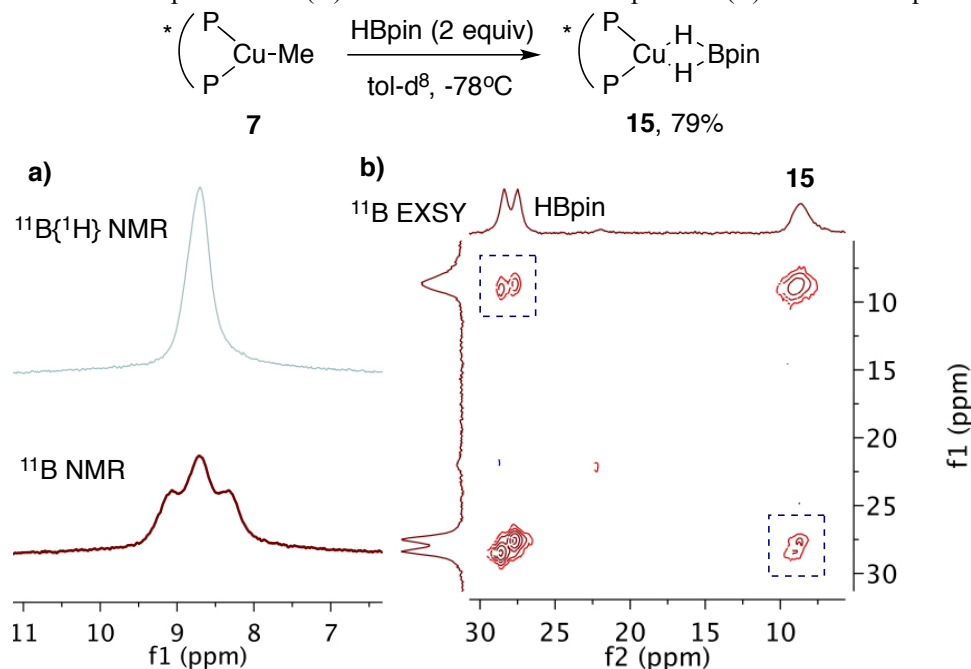 * P P Cu-Me HBpin (2 equiv) tol-d⁸, -78ºC * P P Cu H H Bpin
7 15, 79%
a) b) 15
¹¹B{¹H} NMR ¹¹B EXSY HBpin
10
15
20
25
30
f1 (ppm)
¹¹B NMR
11 10 9 8 7 30 25 20 15 10
f1 (ppm) f2 (ppm)